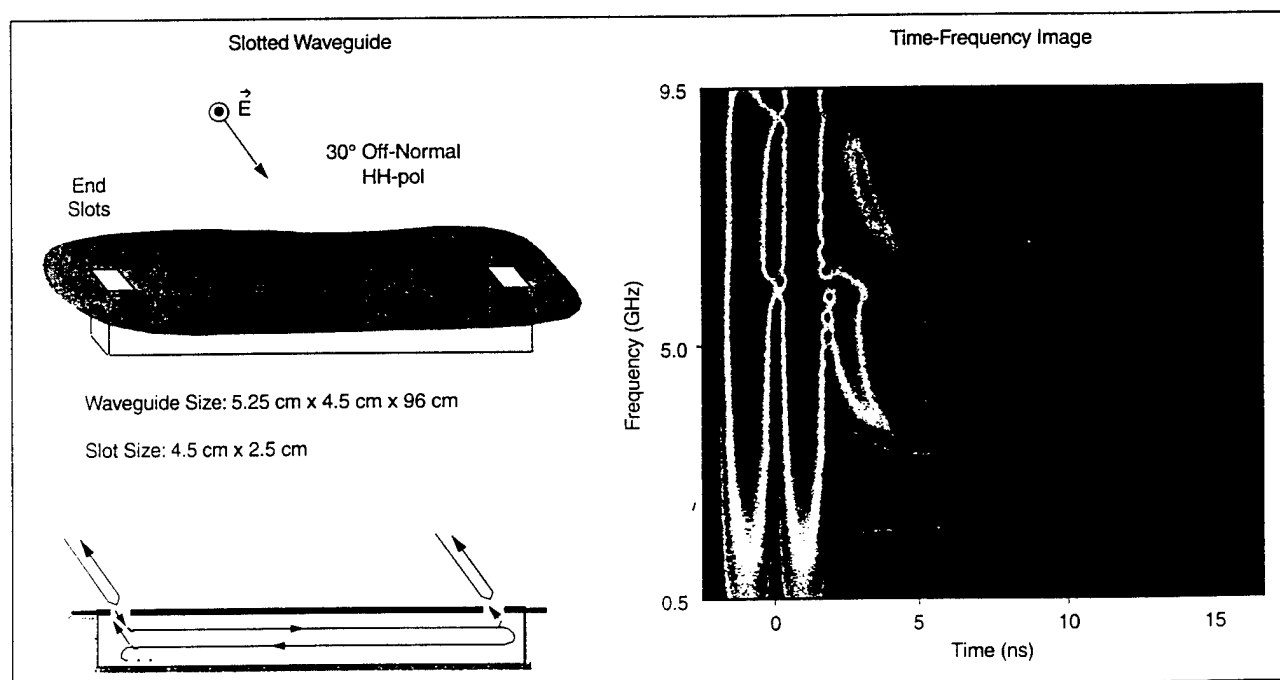 Slotted Waveguide
E
30° Off-Normal
HH-pol
End
Slots
Waveguide Size: 5.25 cm x 4.5 cm x 96 cm
Slot Size: 4.5 cm x 2.5 cm
Time-Frequency Image
9.5
5.0
0.5
Frequency (GHz)
0
5
10
15
Time (ns)